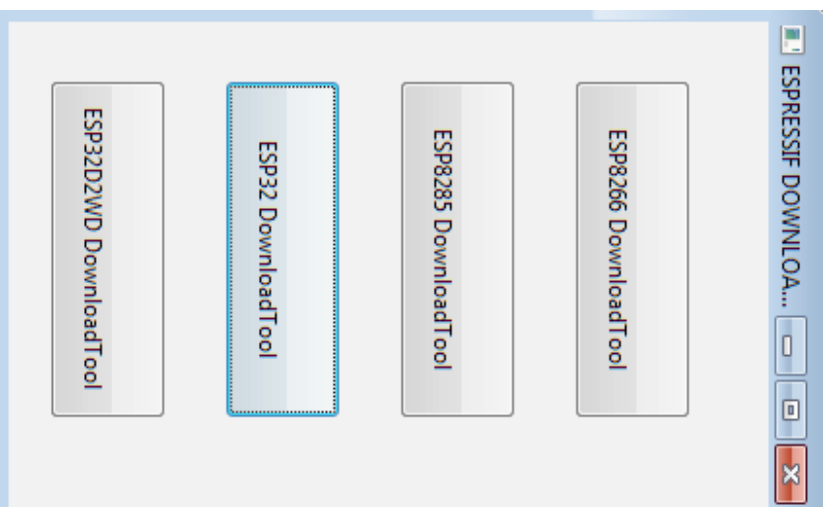 ESPRESSIF DOWNLOA...
ESP8266 DownloadTool
ESP8285 DownloadTool
ESP32 DownloadTool
ESP32D2WD DownloadTool